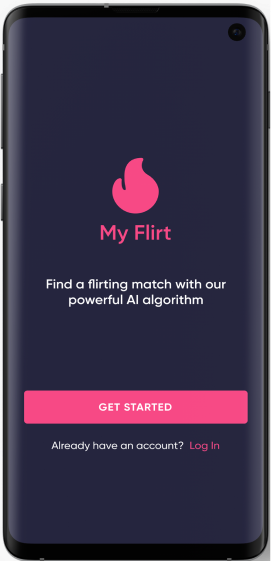 My Flirt
Find a flirting match with our
powerful AI algorithm
GET STARTED
Already have an account? Log In